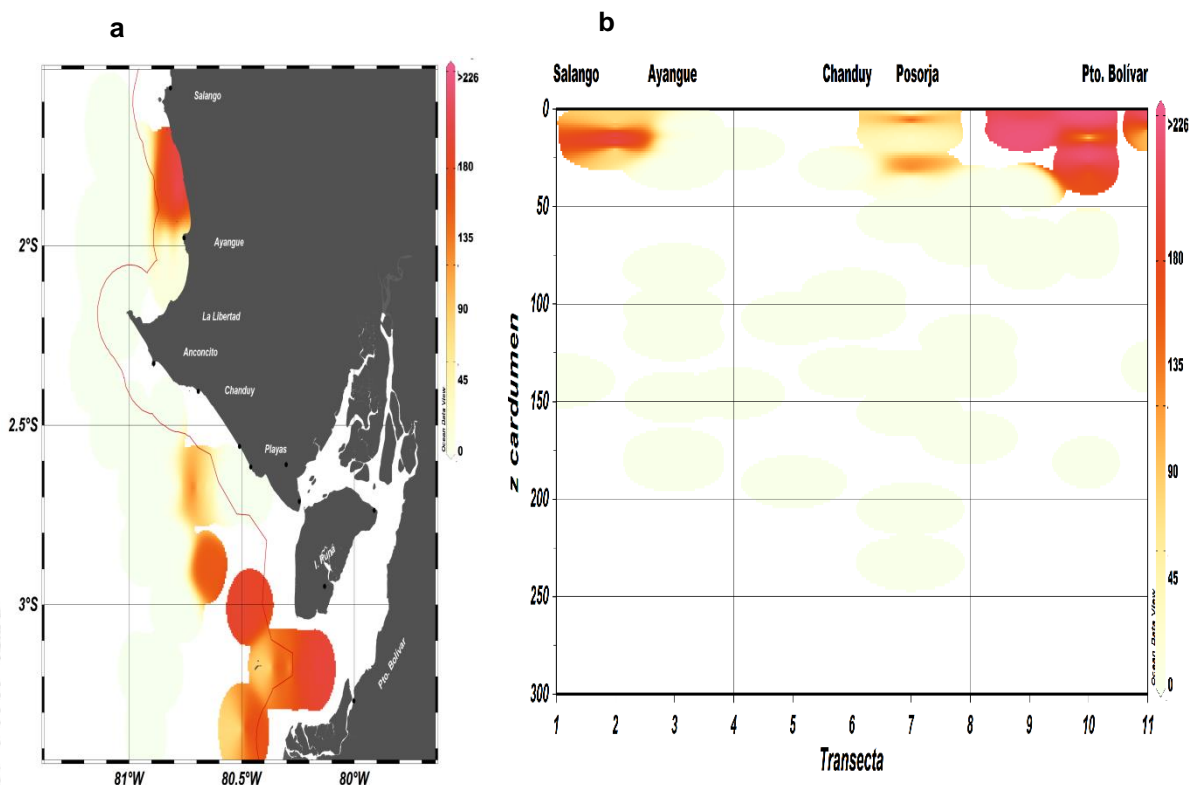 a
>226
180
135
90
45
0
Ocean Data View
Salango
Ayangue
La Libertad
Anconcito
Chanduy
Playas
I. Puná
Pto. Bolívar
2°S
2.5°S
3°S
81°W
80.5°W
80°W
b
Salango Ayangue Chanduy Posorja Pto. Bolívar
0
50
100
150
200
250
300
z cardumen
1 2 3 4 5 6 7 8 9 10 11
Transecta
>226
180
135
90
45
0
Ocean Data View